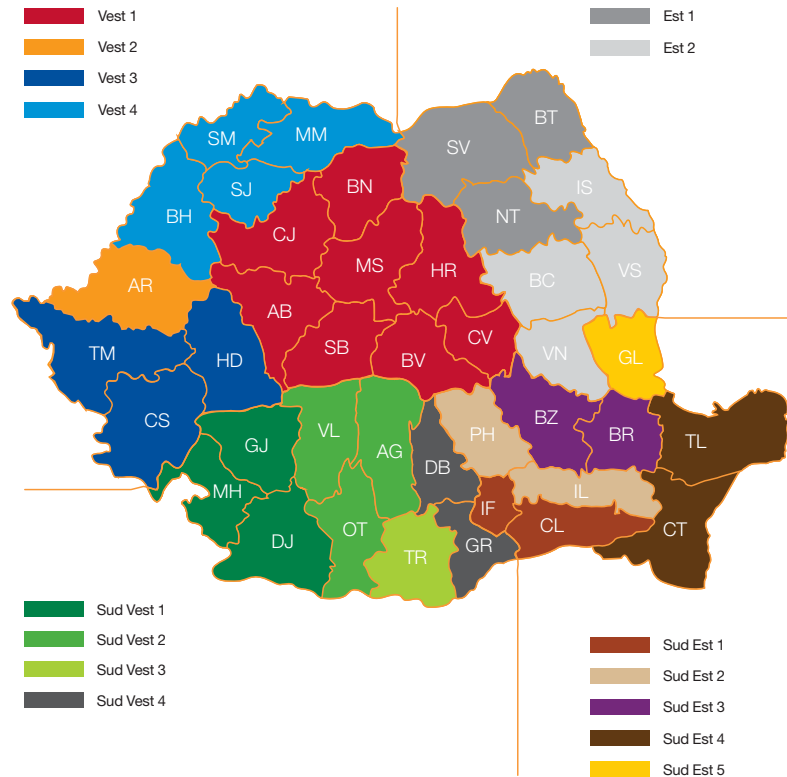 Vest 1
Vest 2
Vest 3
Vest 4
Est 1
Est 2
SM
MM
SV
BT
BN
IS
SJ
BH
NT
CJ
MS
HR
BC
VS
AR
AB
SB
BV
CV
VN
GL
TM
HD
CS
VL
AG
PH
BZ
BR
TL
GJ
DB
MH
IL
IF
CL
CT
DJ
OT
TR
GR
Sud Vest 1
Sud Vest 2
Sud Vest 3
Sud Vest 4
Sud Est 1
Sud Est 2
Sud Est 3
Sud Est 4
Sud Est 5